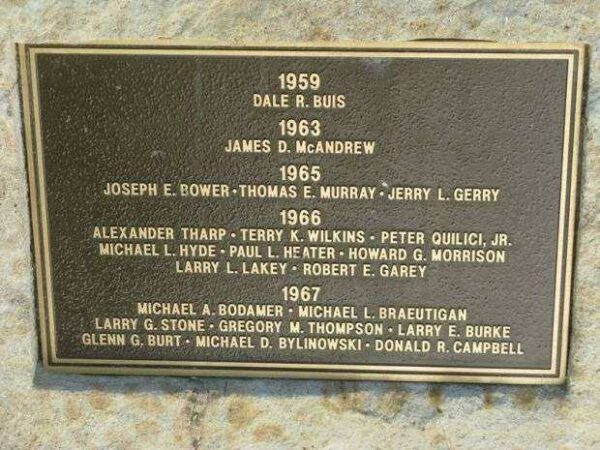 1959
DALE R. BUIS
1963
JAMES D. McANDREW
1965
JOSEPH E. BOWER · THOMAS E. MURRAY · JERRY L. GERRY
1966
ALEXANDER THARP · TERRY K. WILKINS · PETER QUILICI, JR.
MICHAEL L. HYDE · PAUL L. HEATER · HOWARD G. MORRISON
LARRY L. LAKEY · ROBERT E. GAREY
1967
MICHAEL A. BODAMER · MICHAEL L. BRAEUTIGAN
LARRY G. STONE · GREGORY M. THOMPSON · LARRY E. BURKE
GLENN G. BURT · MICHAEL D. BYLINOWSKI · DONALD R. CAMPBELL